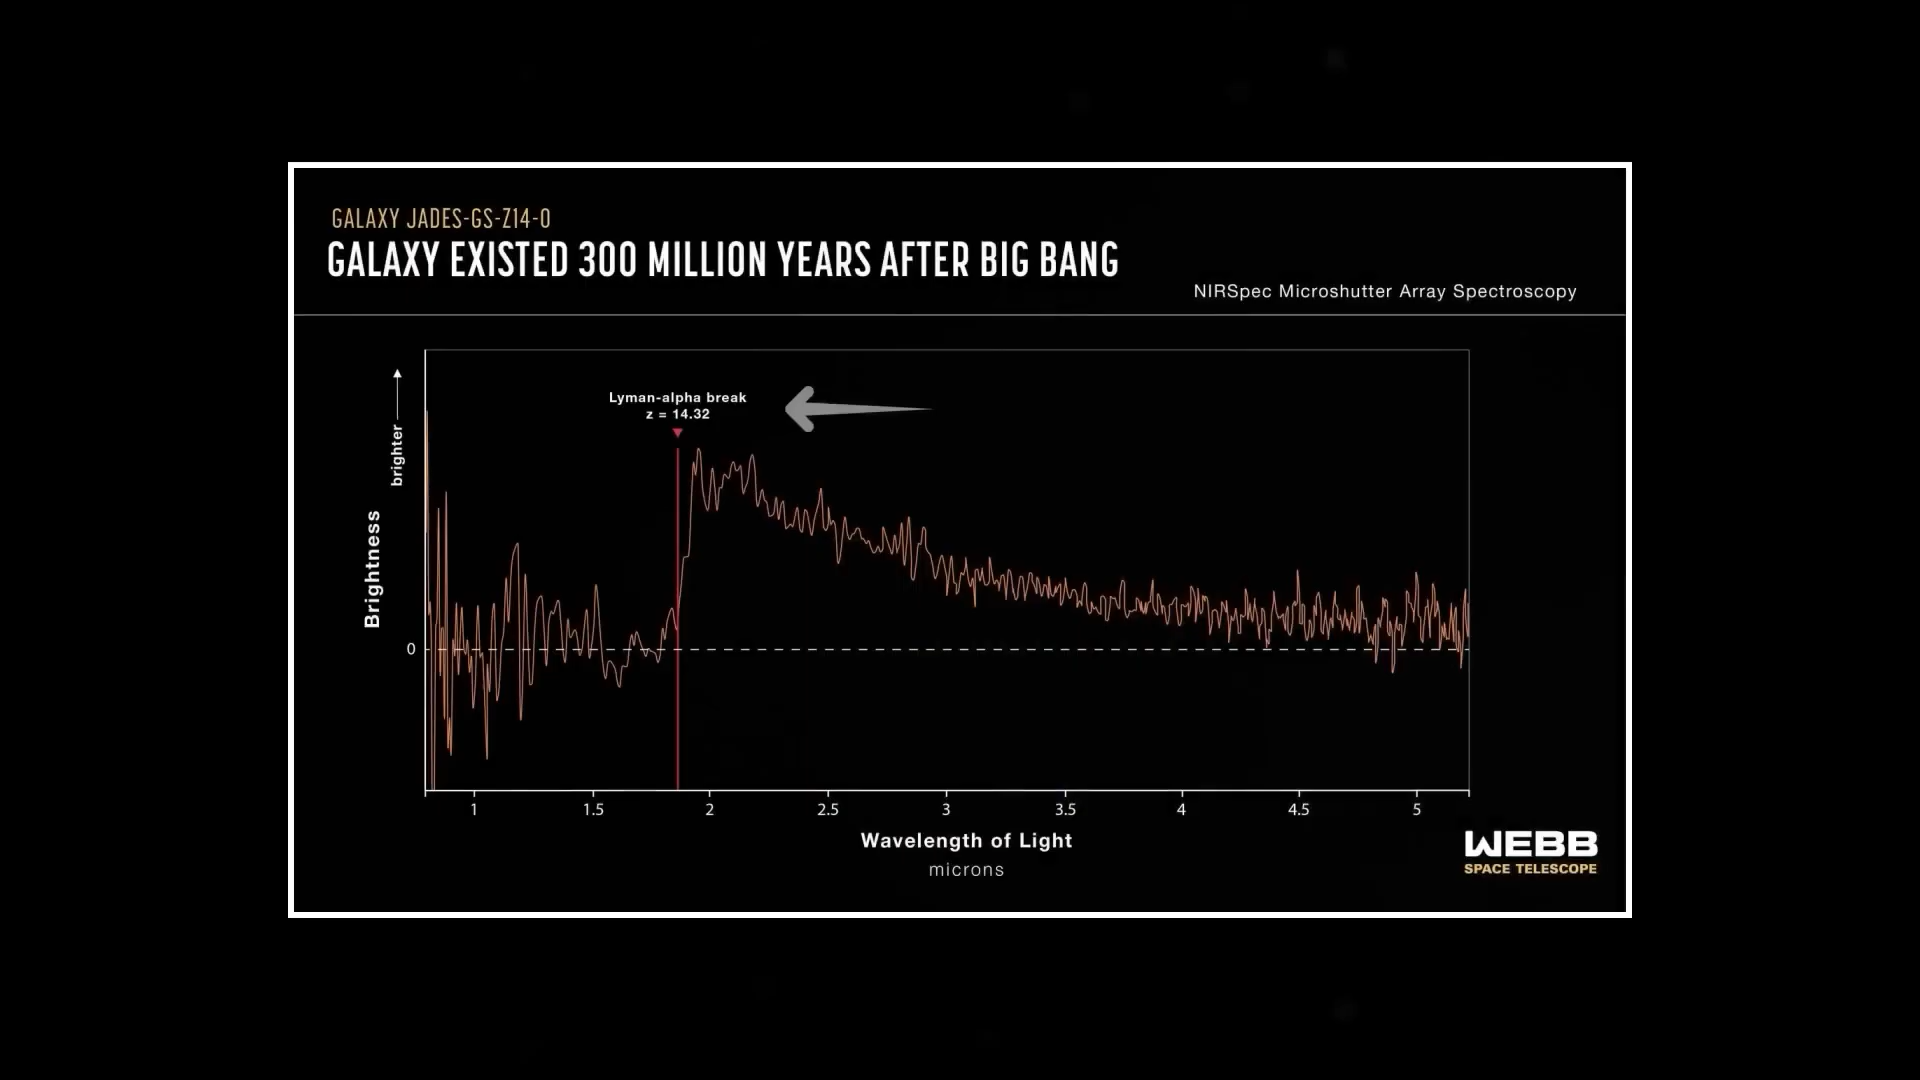 GALAXY JADES-GS-Z14-0
GALAXY EXISTED 300 MILLION YEARS AFTER BIG BANG
NIRSpec Microshutter Array Spectroscopy
Lyman-alpha break
z = 14.32
brighter
Brightness
0
1 1.5 2 2.5 3 3.5 4 4.5 5
Wavelength of Light
microns
WEBB
SPACE TELESCOPE